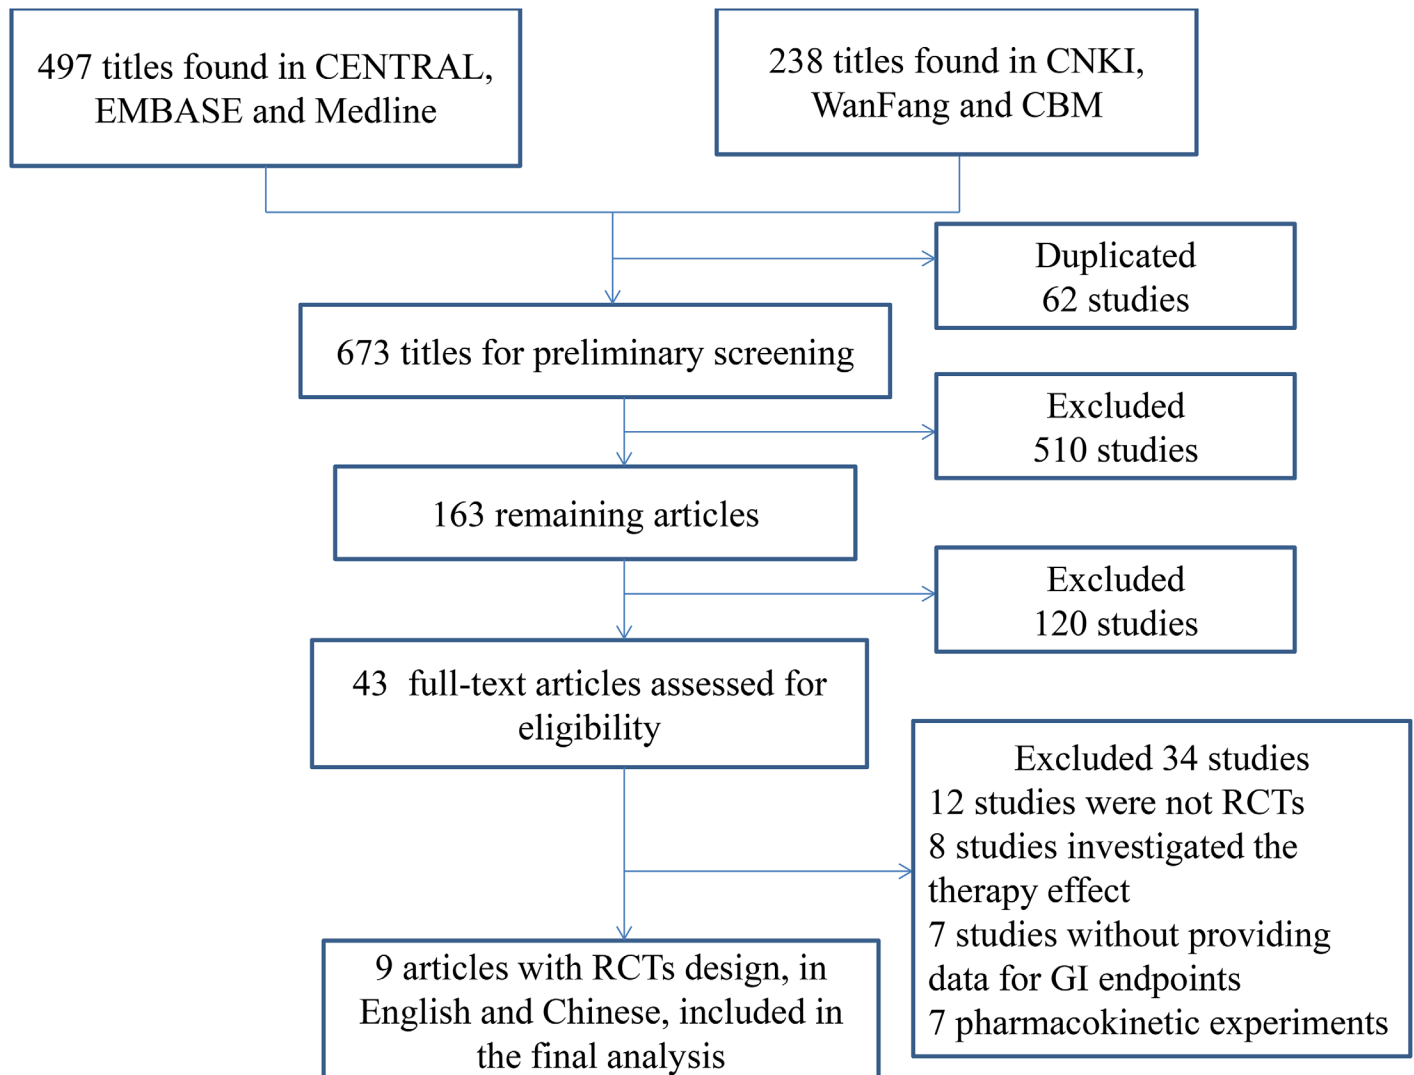 497 titles found in CENTRAL,
EMBASE and Medline
238 titles found in CNKI,
WanFang and CBM
Duplicated
62 studies
673 titles for preliminary screening
Excluded
510 studies
163 remaining articles
Excluded
120 studies
43 full-text articles assessed for
eligibility
Excluded 34 studies
12 studies were not RCTs
8 studies investigated the
therapy effect
7 studies without providing
data for GI endpoints
7 pharmacokinetic experiments
9 articles with RCTs design, in
English and Chinese, included in
the final analysis